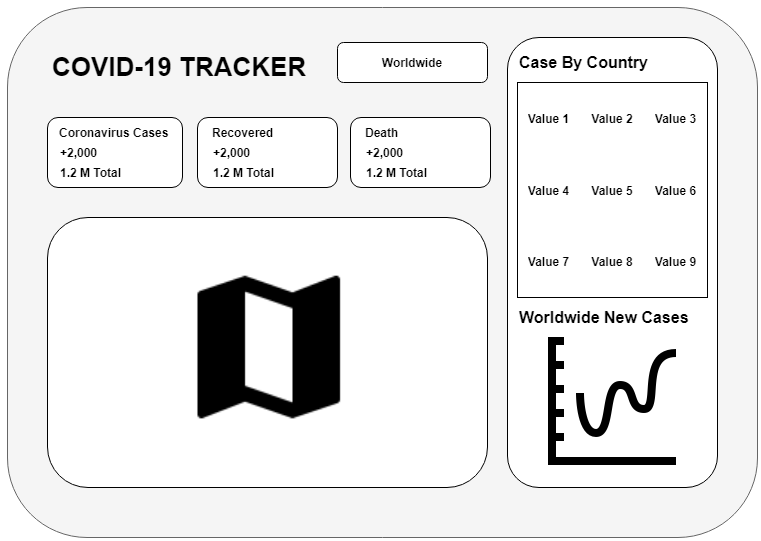 COVID-19 TRACKER
Worldwide
Coronavirus Cases
+2,000
1.2 M Total
Recovered
+2,000
1.2 M Total
Death
+2,000
1.2 M Total
Case By Country
Value 1 Value 2 Value 3
Value 4 Value 5 Value 6
Value 7 Value 8 Value 9
Worldwide New Cases